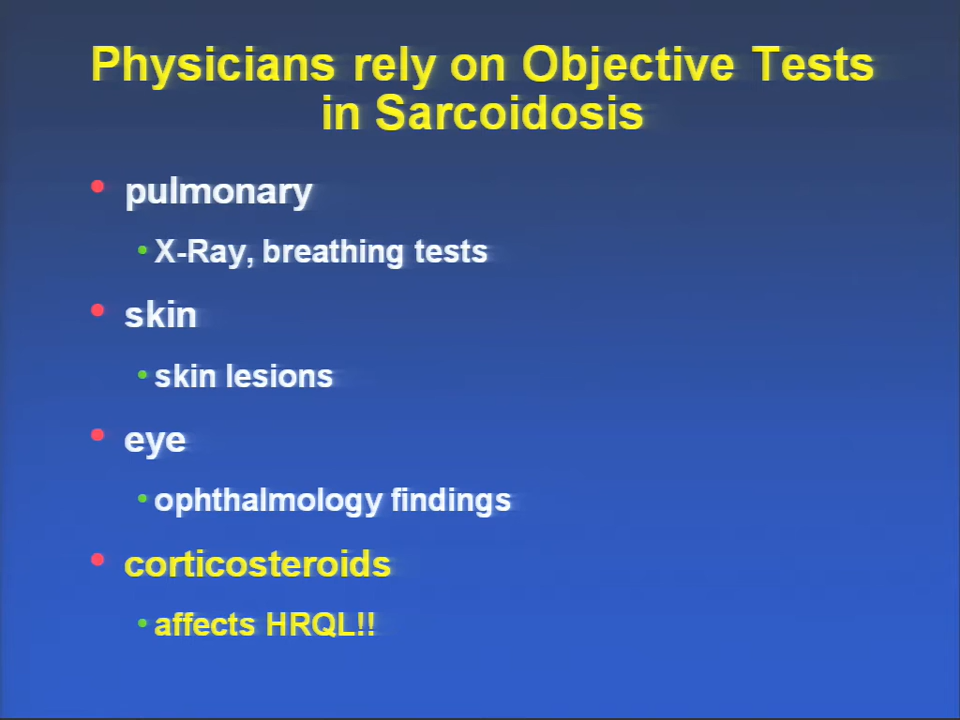 Physicians rely on Objective Tests
in Sarcoidosis
• pulmonary
• X-Ray, breathing tests
• skin
• skin lesions
• eye
• ophthalmology findings
• corticosteroids
• affects HRQL!!